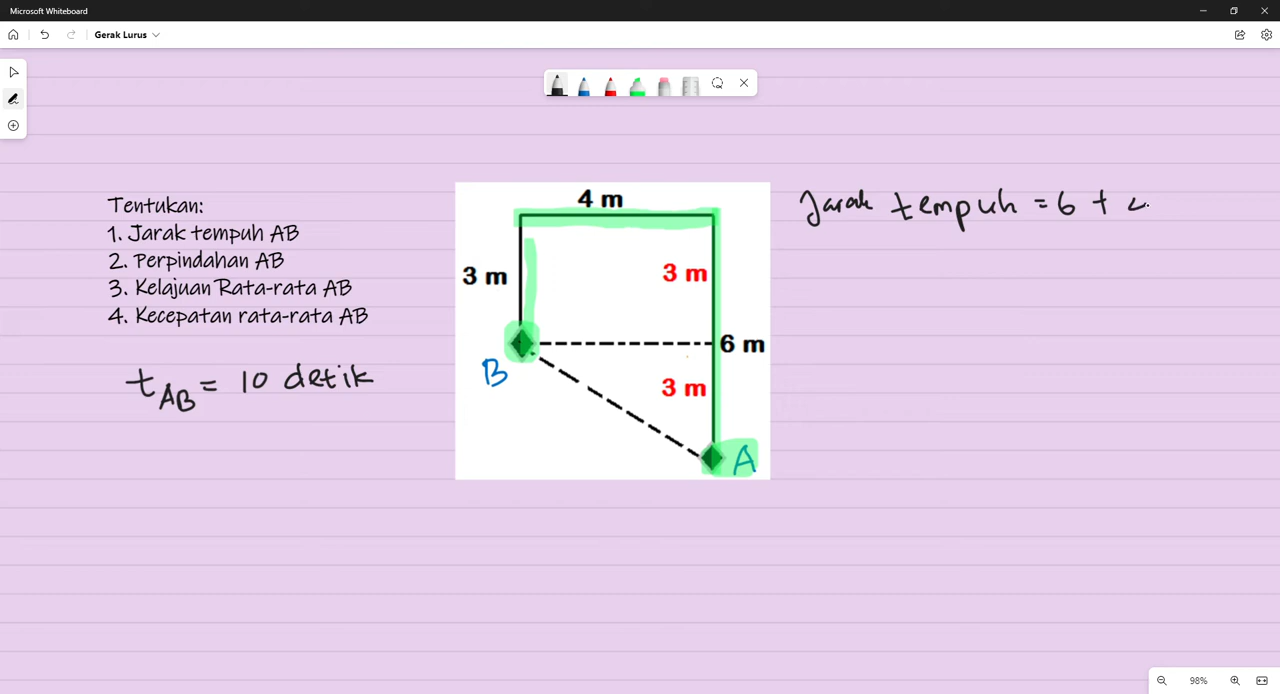 Microsoft Whiteboard
Gerak Lurus
Tentukan:
1. Jarak tempuh AB
2. Perpindahan AB
3. Kelajuan Rata-rata AB
4. Kecepatan rata-rata AB
t AB = 10 detik
4 m
3 m
3 m
6 m
3 m
B
A
Jarak tempuh = 6 +
98%